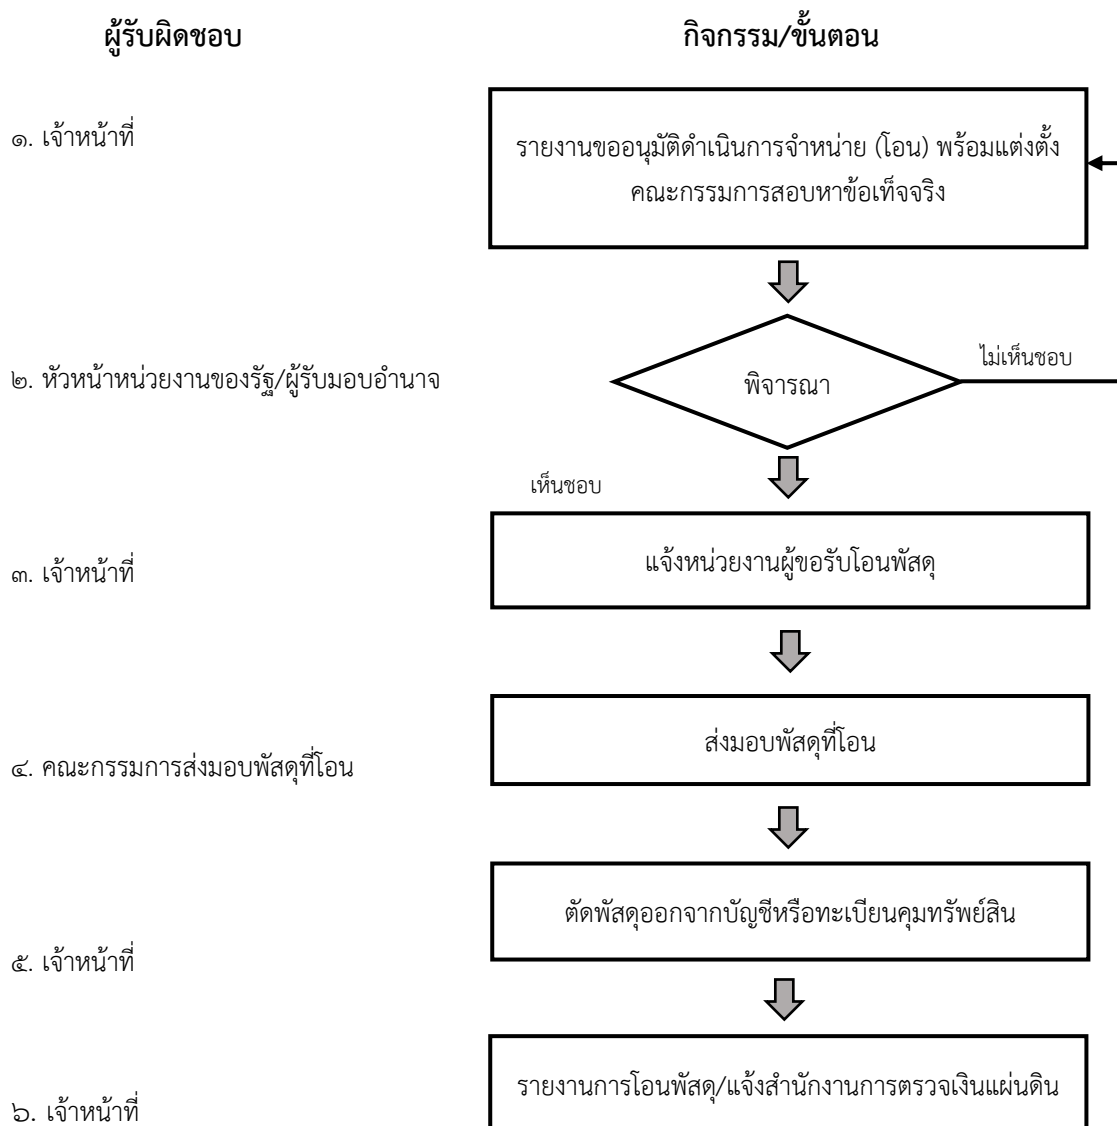 ผู้รับผิดชอบ
กิจกรรม/ขั้นตอน
๑. เจ้าหน้าที่
รายงานขออนุมัติดำเนินการจำหน่าย (โอน) พร้อมแต่งตั้ง
คณะกรรมการสอบหาข้อเท็จจริง
๒. หัวหน้าหน่วยงานของรัฐ/ผู้รับมอบอำนาจ
พิจารณา
ไม่เห็นชอบ
เห็นชอบ
๓. เจ้าหน้าที่
แจ้งหน่วยงานผู้ขอรับโอนพัสดุ
๔. คณะกรรมการส่งมอบพัสดุที่โอน
ส่งมอบพัสดุที่โอน
๕. เจ้าหน้าที่
ตัดพัสดุออกจากบัญชีหรือทะเบียนคุมทรัพย์สิน
๖. เจ้าหน้าที่
รายงานการโอนพัสดุ/แจ้งสำนักงานการตรวจเงินแผ่นดิน